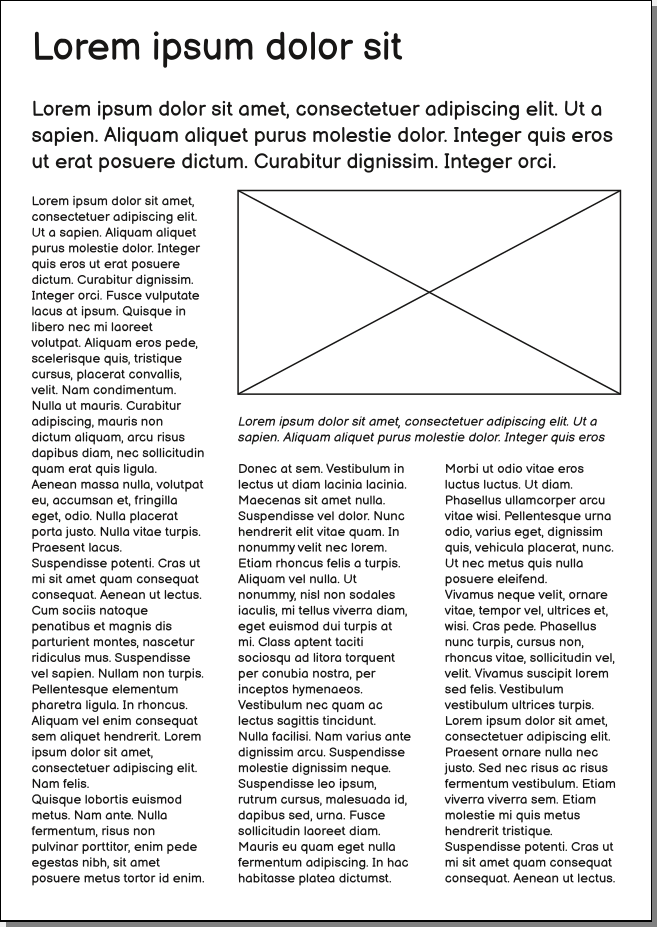 Lorem ipsum dolor sit
Lorem ipsum dolor sit amet, consectetuer adipiscing elit. Ut a
sapien. Aliquam aliquet purus molestie dolor. Integer quis eros
ut erat posuere dictum. Curabitur dignissim. Integer orci.
Lorem ipsum dolor sit amet,
consectetuer adipiscing elit.
Ut a sapien. Aliquam aliquet
purus molestie dolor. Integer
quis eros ut erat posuere
dictum. Curabitur dignissim.
Integer orci. Fusce vulputate
lacus at ipsum. Quisque in
libero nec mi laoreet
volutpat. Aliquam eros pede,
scelerisque quis, tristique
cursus, placerat convallis,
velit. Nam condimentum.
Nulla ut mauris. Curabitur
adipiscing, mauris non
dictum aliquam, arcu risus
dapibus diam, nec sollicitudin
quam erat quis ligula.
Aenean massa nulla, volutpat
eu, accumsan et, fringilla
eget, odio. Nulla placerat
porta justo. Nulla vitae turpis.
Praesent lacus.
Suspendisse potenti. Cras ut
mi sit amet quam consequat
consequat. Aenean ut lectus.
Cum sociis natoque
penatibus et magnis dis
parturient montes, nascetur
ridiculus mus. Suspendisse
vel sapien. Nullam non turpis.
Pellentesque elementum
pharetra ligula. In rhoncus.
Aliquam vel enim consequat
sem aliquet hendrerit. Lorem
ipsum dolor sit amet,
consectetuer adipiscing elit.
Nam felis.
Quisque lobortis euismod
metus. Nam ante. Nulla
fermentum, risus non
pulvinar porttitor, enim pede
egestas nibh, sit amet
posuere metus tortor id enim.
Lorem ipsum dolor sit amet, consectetuer adipiscing elit. Ut a
sapien. Aliquam aliquet purus molestie dolor. Integer quis eros
Donec at sem. Vestibulum in
lectus ut diam lacinia lacinia.
Maecenas sit amet nulla.
Suspendisse vel dolor. Nunc
hendrerit elit vitae quam. In
nonummy velit nec lorem.
Etiam rhoncus felis a turpis.
Aliquam vel nulla. Ut
nonummy, nisl non sodales
iaculis, mi tellus viverra diam,
eget euismod dui turpis at
mi. Class aptent taciti
sociosqu ad litora torquent
per conubia nostra, per
inceptos hymenaeos.
Vestibulum nec quam ac
lectus sagittis tincidunt.
Nulla facilisi. Nam varius ante
dignissim arcu. Suspendisse
molestie dignissim neque.
Suspendisse leo ipsum,
rutrum cursus, malesuada id,
dapibus sed, urna. Fusce
sollicitudin laoreet diam.
Mauris eu quam eget nulla
fermentum adipiscing. In hac
habitasse platea dictumst.
Morbi ut odio vitae eros
luctus luctus. Ut diam.
Phasellus ullamcorper arcu
vitae wisi. Pellentesque urna
odio, varius eget, dignissim
quis, vehicula placerat, nunc.
Ut nec metus quis nulla
posuere eleifend.
Vivamus neque velit, ornare
vitae, tempor vel, ultrices et,
wisi. Cras pede. Phasellus
nunc turpis, cursus non,
rhoncus vitae, sollicitudin vel,
velit. Vivamus suscipit lorem
sed felis. Vestibulum
vestibulum ultrices turpis.
Lorem ipsum dolor sit amet,
consectetuer adipiscing elit.
Praesent ornare nulla nec
justo. Sed nec risus ac risus
fermentum vestibulum. Etiam
viverra viverra sem. Etiam
molestie mi quis metus
hendrerit tristique.
Suspendisse potenti. Cras ut
mi sit amet quam consequat
consequat. Aenean ut lectus.